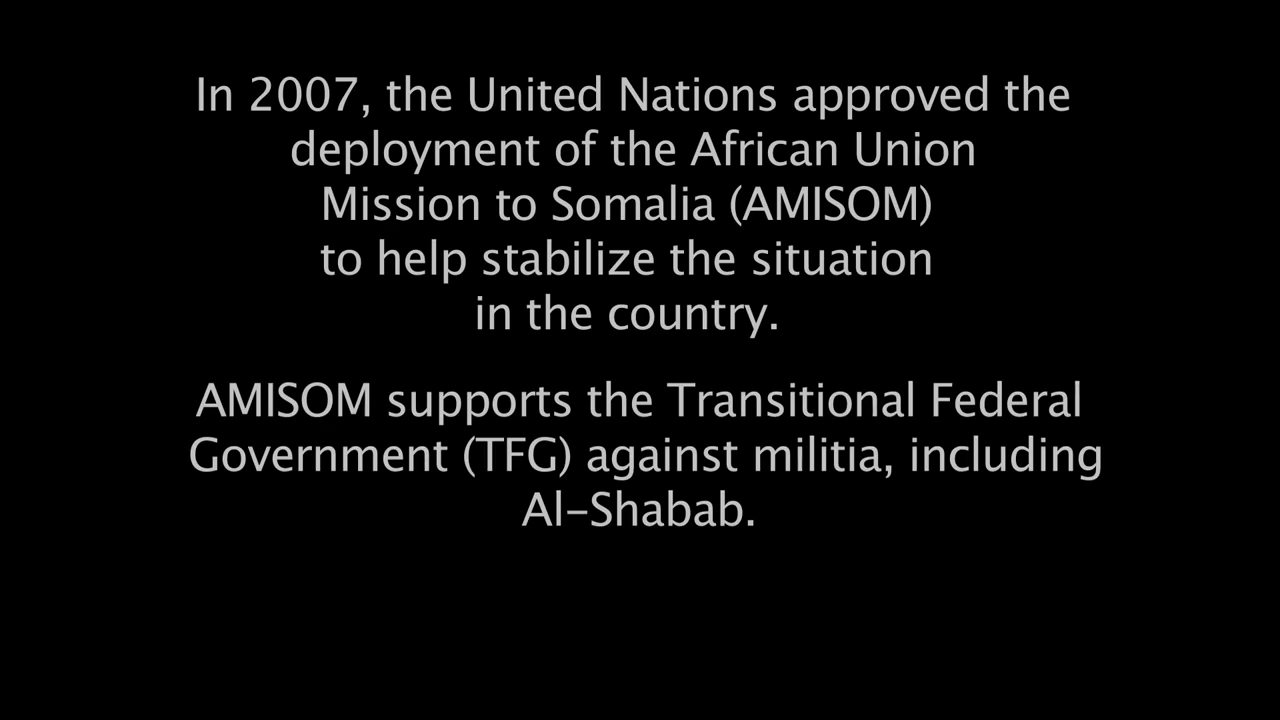 In 2007, the United Nations approved the
deployment of the African Union
Mission to Somalia (AMISOM)
to help stabilize the situation
in the country.
AMISOM supports the Transitional Federal
Government (TFG) against militia, including
Al-Shabab.